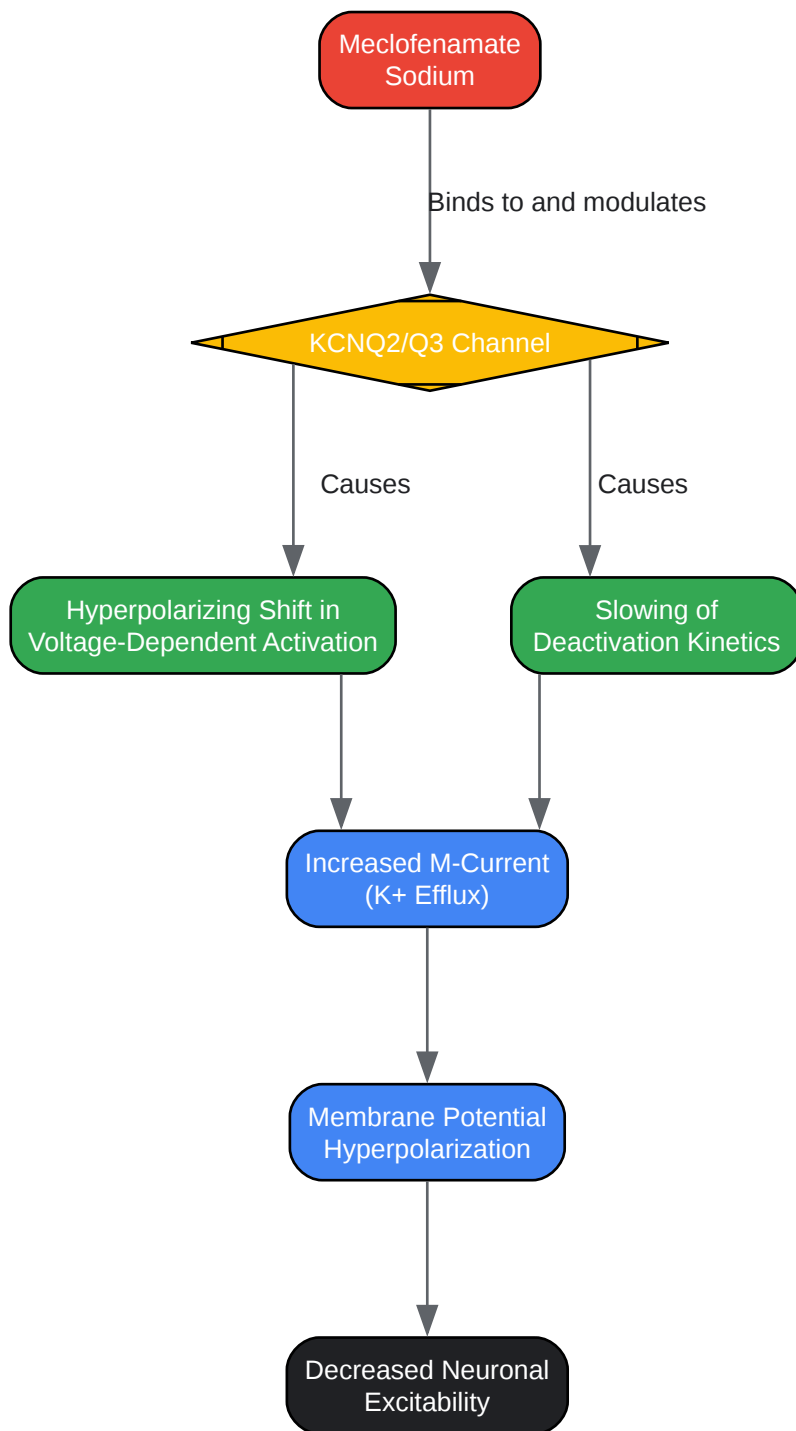 Meclofenamate
Sodium
Binds to and modulates
KCNQ2/Q3 Channel
Causes
Causes
Hyperpolarizing Shift in
Voltage-Dependent Activation
Slowing of
Deactivation Kinetics
Increased M-Current
(K+ Efflux)
Membrane Potential
Hyperpolarization
Decreased Neuronal
Excitability